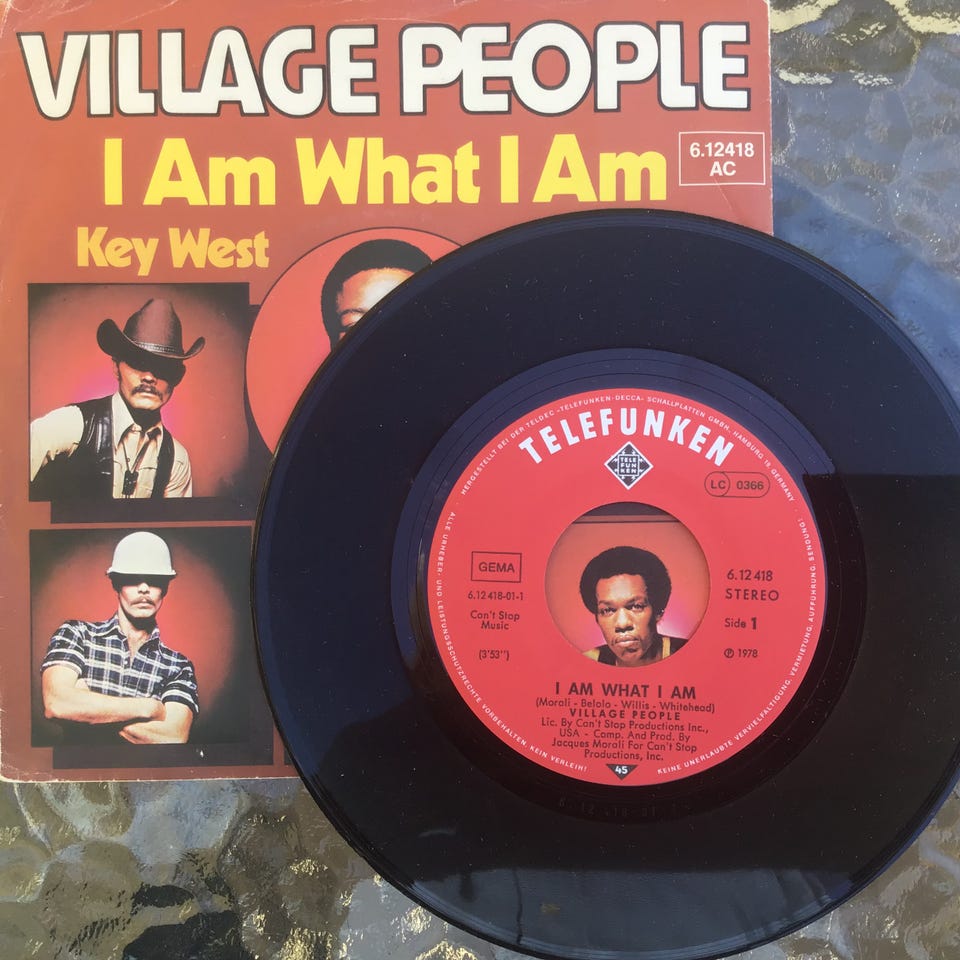 VILLAGE PEOPLE
I Am What I Am
6.12418
AC
Key West
HERGESTELLT BEI DER TELDEC »TELEFUNKEN·DECCA« SCHALLPLATTEN GMBH. HAMBURG 19, GERMANY
TELEFUNKEN
TELE
FUN
KEN
LC 0366
GEMA
6.12 418-01-1
Can't Stop
Music
(3'53'')
6.12 418
STEREO
Side 1
℗ 1978
I AM WHAT I AM
(Morali - Belolo - Willis - Whitehead)
VILLAGE PEOPLE
Lic. By Can't Stop Productions Inc.,
USA - Comp. And Prod. By
Jacques Morali For Can't Stop
Productions, Inc.
45
ALLE URHEBER- UND LEISTUNGSSCHUTZRECHTE VORBEHALTEN. KEIN VERLEIH!
KEINE UNERLAUBTE VERVIELFÄLTIGUNG, VERMIETUNG, AUFFÜHRUNG, SENDUNG!